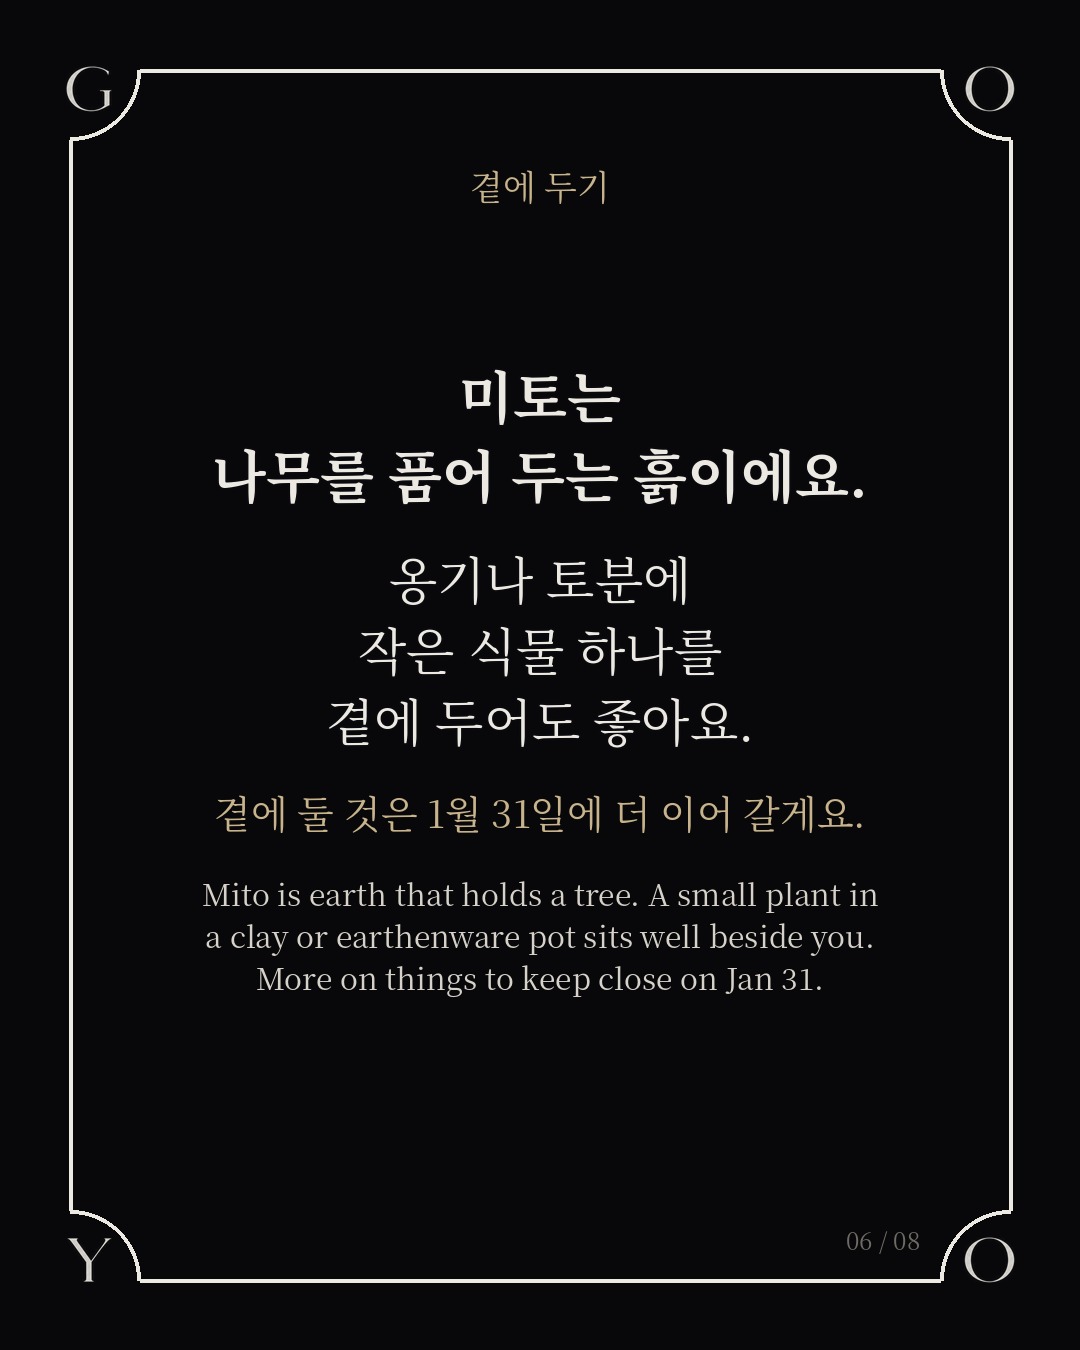 G O
곁에 두기
미토는
나무를 품어 두는 흙이에요.
옹기나 토분에
작은 식물 하나를
곁에 두어도 좋아요.
곁에 둘 것은 1월 31일에 더 이어 갈게요.
Mito is earth that holds a tree. A small plant in
a clay or earthenware pot sits well beside you.
More on things to keep close on Jan 31.
06 / 08
Y O